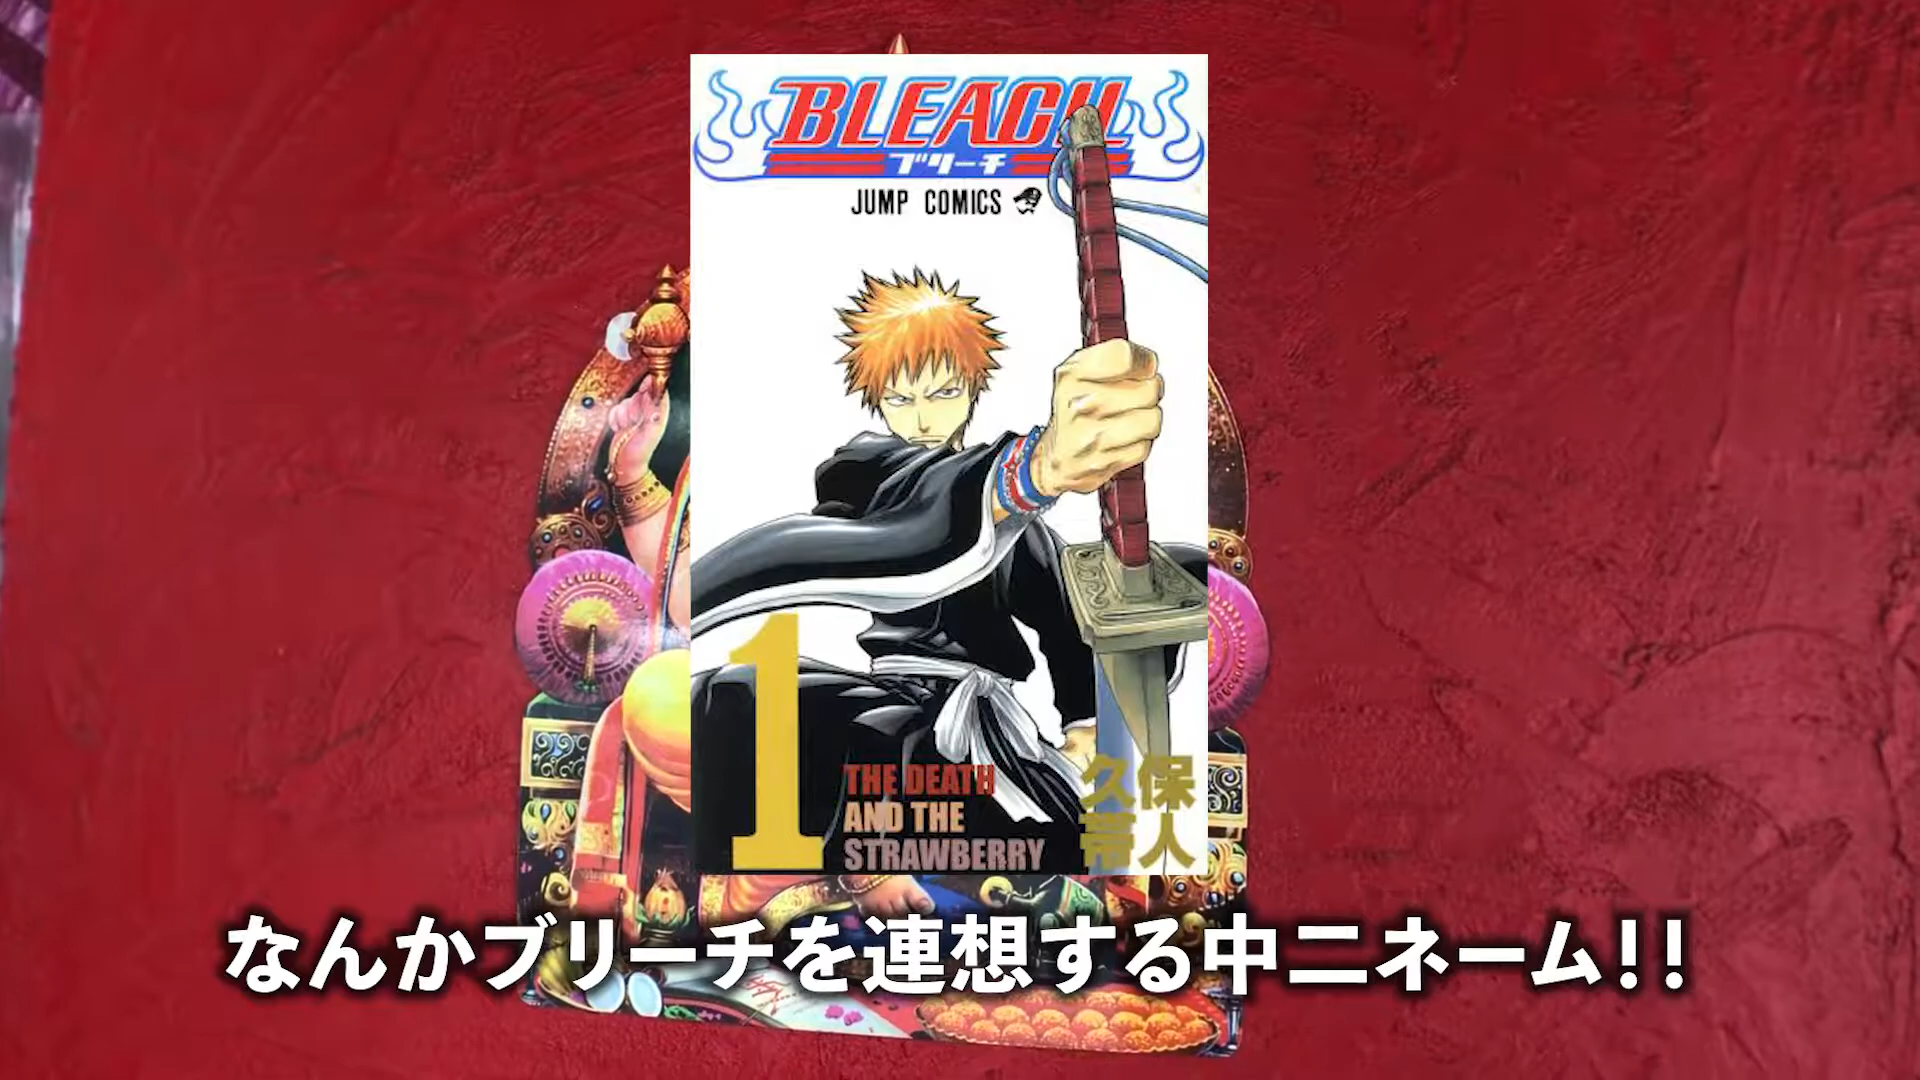 BLEACH
ブリーチ
JUMP COMICS
1
THE DEATH
AND THE
STRAWBERRY
久保
帯人
なんかブリーチを連想する中二ネーム!!